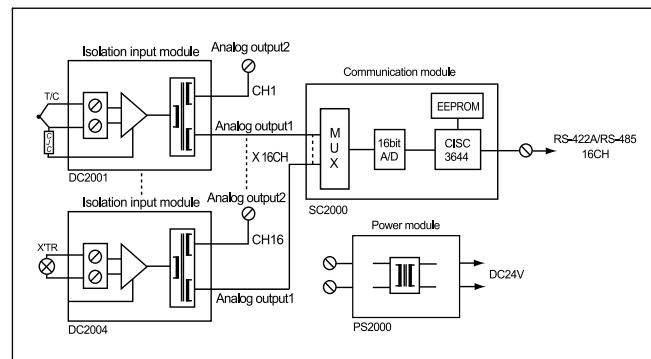 Isolation input module
T/C
CJC
DC2001
Analog output2
CH1
Analog output1
X 16CH
Communication module
MUX
16bit
A/D
EEPROM
CISC
3644
SC2000
RS-422A/RS-485
16CH
Isolation input module
X'TR
DC2004
Analog output2
CH16
Analog output1
Power module
DC24V
PS2000